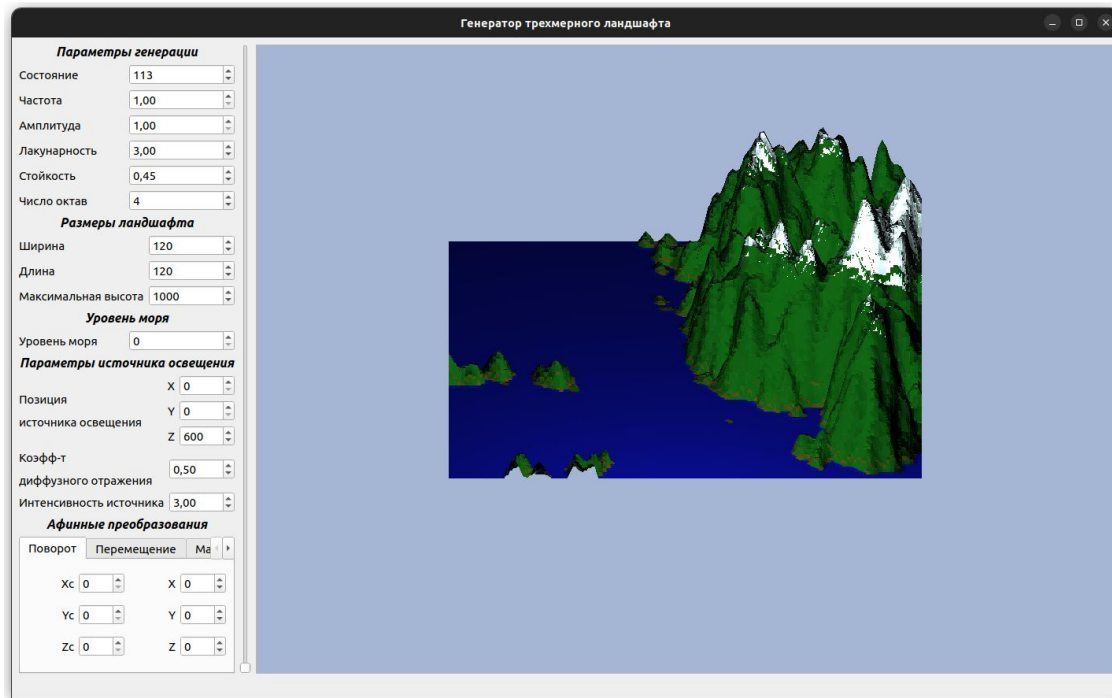 Генератор трехмерного ландшафта
Параметры генерации
Состояние 113
Частота 1,00
Амплитуда 1,00
Лакунарность 3,00
Стойкость 0,45
Число октав 4
Размеры ландшафта
Ширина 120
Длина 120
Максимальная высота 1000
Уровень моря
Уровень моря 0
Параметры источника освещения
X 0
Позиция
Y 0
источника освещения
Z 600
Коэфф-т
0,50
диффузного отражения
Интенсивность источника 3,00
Афинные преобразования
Поворот Перемещение Ма
Xc 0 X 0
Yc 0 Y 0
Zc 0 Z 0